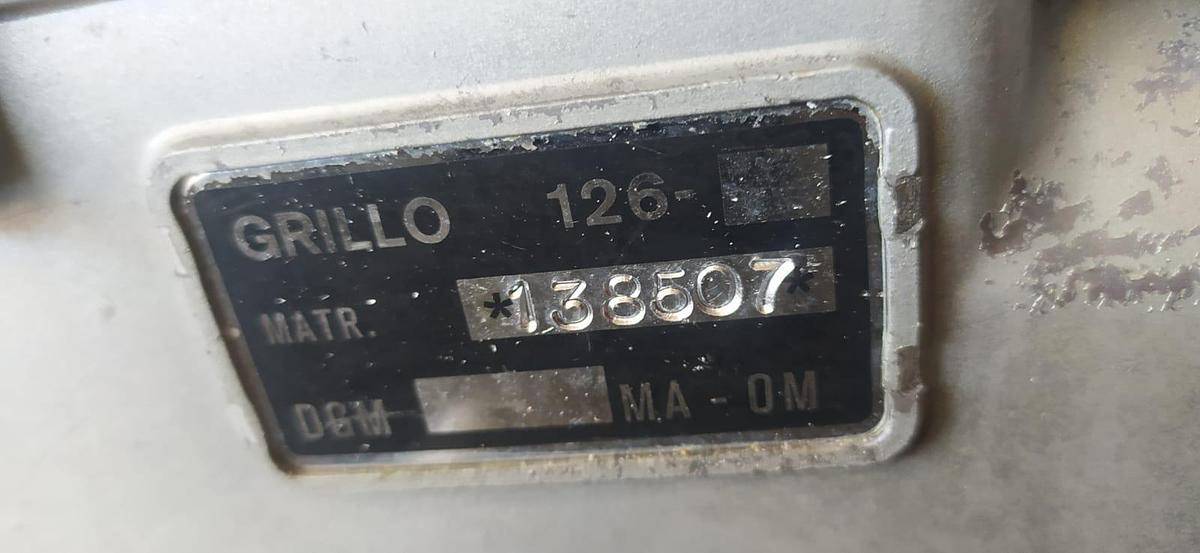 GRILLO 126-
MATR. *138507*
DGM MA - OM